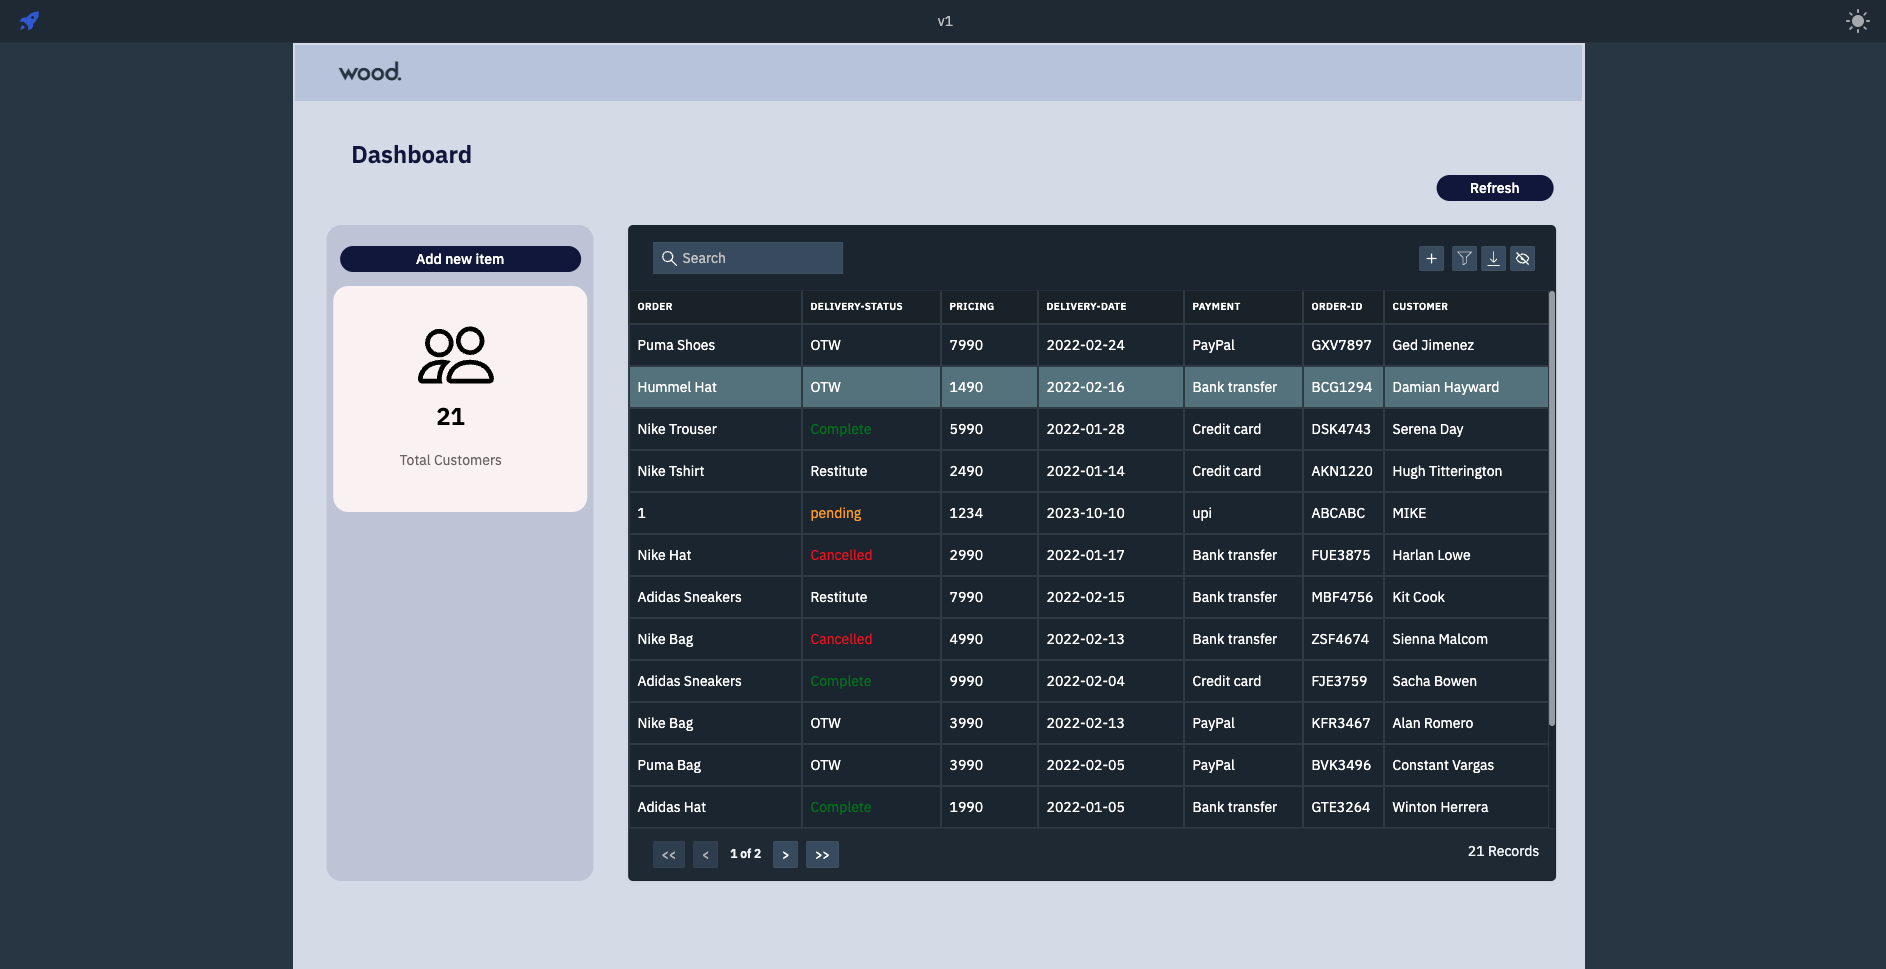 v1
wood.
Dashboard
Refresh
Add new item
21
Total Customers
Search
ORDER DELIVERY-STATUS PRICING DELIVERY-DATE PAYMENT ORDER-ID CUSTOMER
Puma Shoes OTW 7990 2022-02-24 PayPal GXV7897 Ged Jimenez
Hummel Hat OTW 1490 2022-02-16 Bank transfer BCG1294 Damian Hayward
Nike Trouser Complete 5990 2022-01-28 Credit card DSK4743 Serena Day
Nike Tshirt Restitute 2490 2022-01-14 Credit card AKN1220 Hugh Titterington
1 pending 1234 2023-10-10 upi ABCABC MIKE
Nike Hat Cancelled 2990 2022-01-17 Bank transfer FUE3875 Harlan Lowe
Adidas Sneakers Restitute 7990 2022-02-15 Bank transfer MBF4756 Kit Cook
Nike Bag Cancelled 4990 2022-02-13 Bank transfer ZSF4674 Sienna Malcom
Adidas Sneakers Complete 9990 2022-02-04 Credit card FJE3759 Sacha Bowen
Nike Bag OTW 3990 2022-02-13 PayPal KFR3467 Alan Romero
Puma Bag OTW 3990 2022-02-05 PayPal BVK3496 Constant Vargas
Adidas Hat Complete 1990 2022-01-05 Bank transfer GTE3264 Winton Herrera
<< < 1 of 2 > >> 21 Records